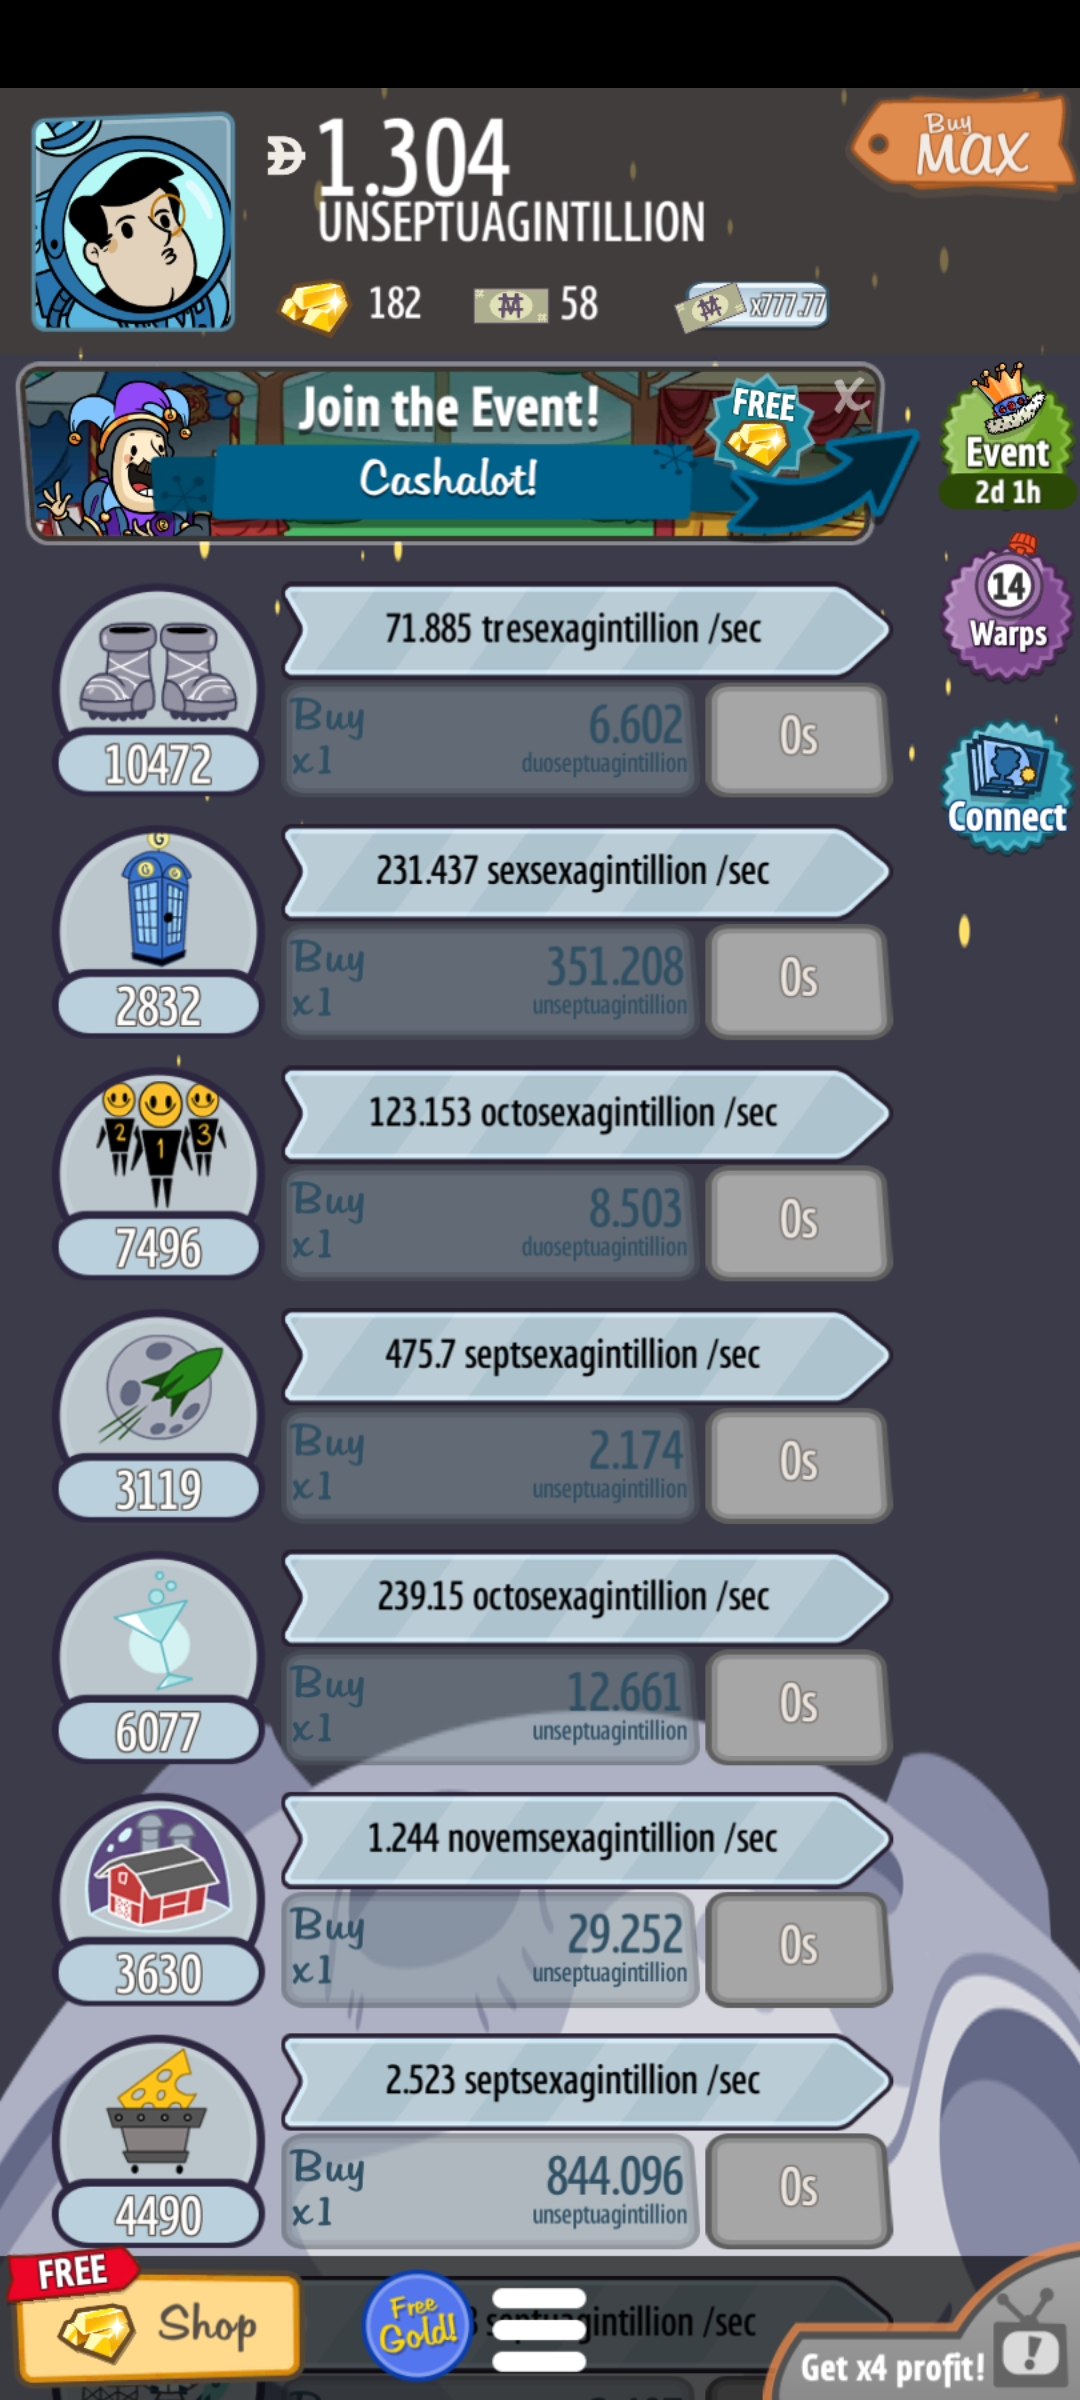 Buy
MAX
1.304
UNSEPTUAGINTILLION
182
58
x777.77
Join the Event!
Cashalot!
FREE
X
Event
2d 1h
14
Warps
Connect
71.885 tresexagintillion /sec
Buy
x1
6.602
duoseptuagintillion
0s
10472
G
G
G
231.437 sexsexagintillion /sec
Buy
x1
351.208
unseptuagintillion
0s
2832
2
1
3
123.153 octosexagintillion /sec
Buy
x1
8.503
duoseptuagintillion
0s
7496
475.7 septsexagintillion /sec
Buy
x1
2.174
unseptuagintillion
0s
3119
239.15 octosexagintillion /sec
Buy
x1
12.661
unseptuagintillion
0s
6077
1.244 novemsexagintillion /sec
Buy
x1
29.252
unseptuagintillion
0s
3630
2.523 septsexagintillion /sec
Buy
x1
844.096
unseptuagintillion
0s
4490
FREE
Shop
Free
Gold!
septuagintillion /sec
Get x4 profit!